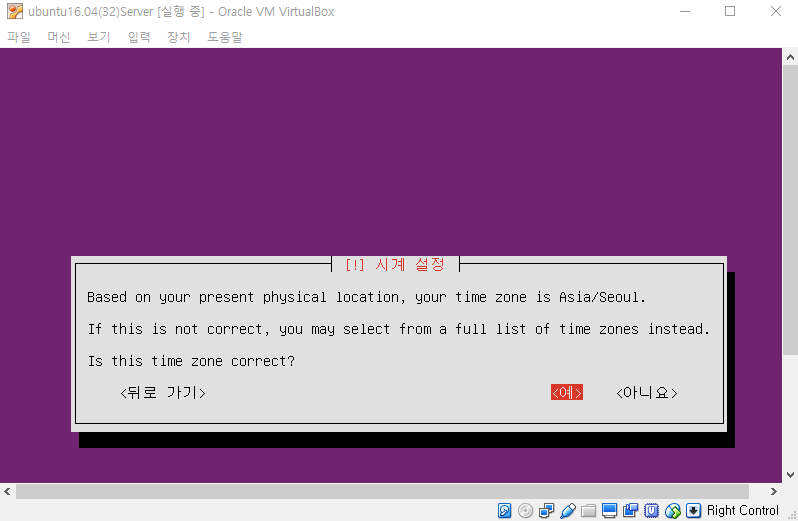 ubuntu16.04(32)Server [실행 중] - Oracle VM VirtualBox
파일 머신 보기 입력 장치 도움말
[!] 시계 설정
Based on your present physical location, your time zone is Asia/Seoul.
If this is not correct, you may select from a full list of time zones instead.
Is this time zone correct?
<뒤로 가기> <예> <아니요>
Right Control